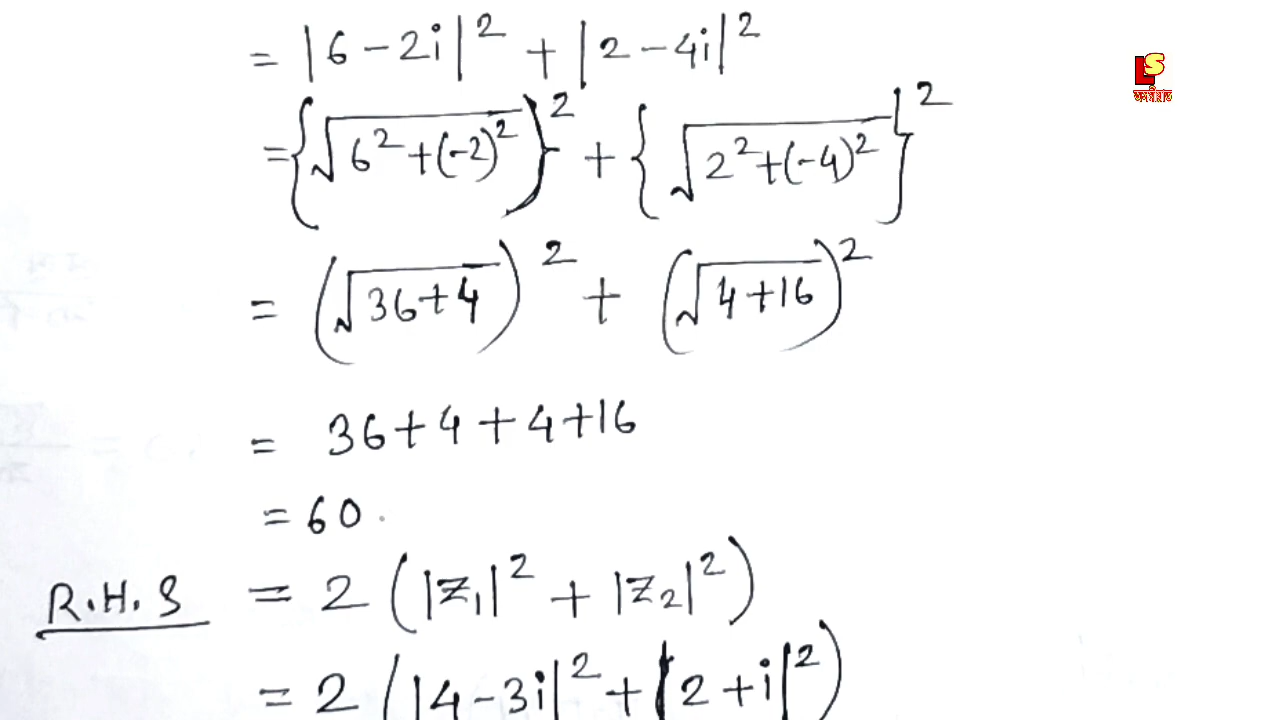 = |6 - 2i|² + |2 - 4i|²
LS
= {√(6² + (-2)²)}² + {√(2² + (-4)²)}²
= (√(36 + 4))² + (√(4 + 16))²
= 36 + 4 + 4 + 16
= 60
R.H.S = 2 (|z₁|² + |z₂|²)
= 2 (|4 - 3i|² + |2 + i|²)